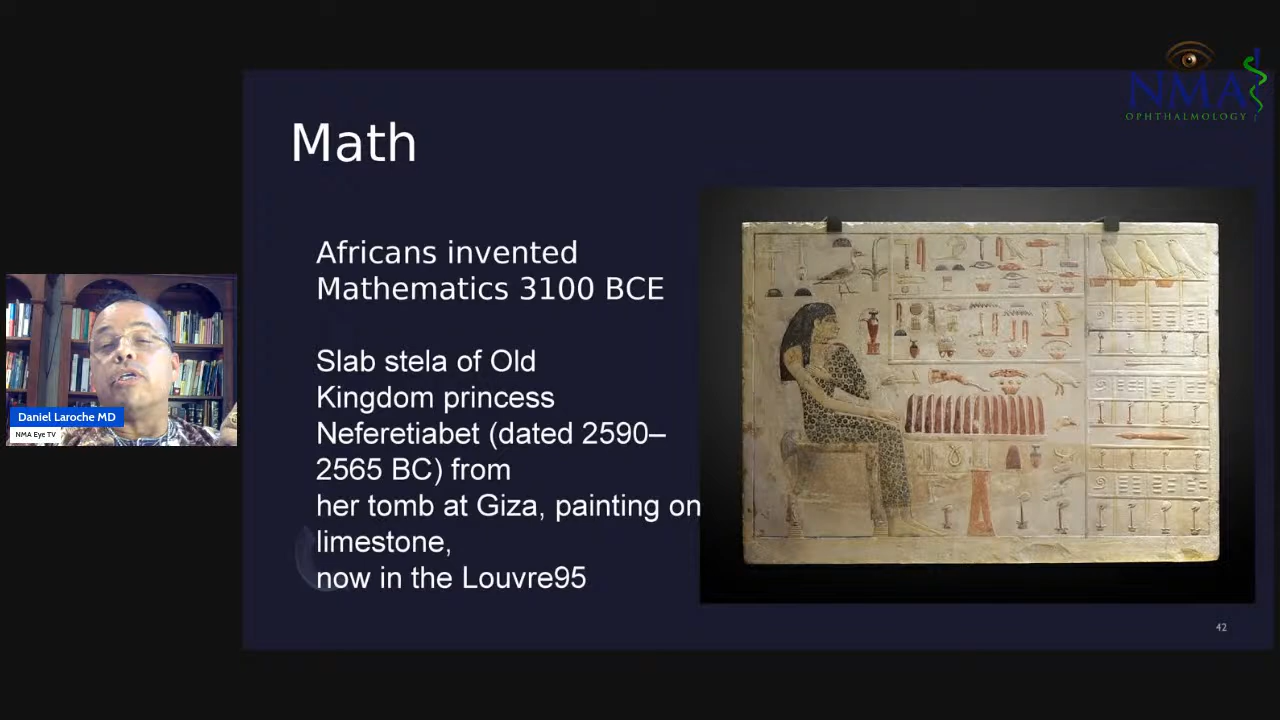 NMA
OPHTHALMOLOGY
Math
Africans invented
Mathematics 3100 BCE
Slab stela of Old
Kingdom princess
Neferetiabet (dated 2590–
2565 BC) from
her tomb at Giza, painting on
limestone,
now in the Louvre95
Daniel Laroche MD
NMA Eye TV
42